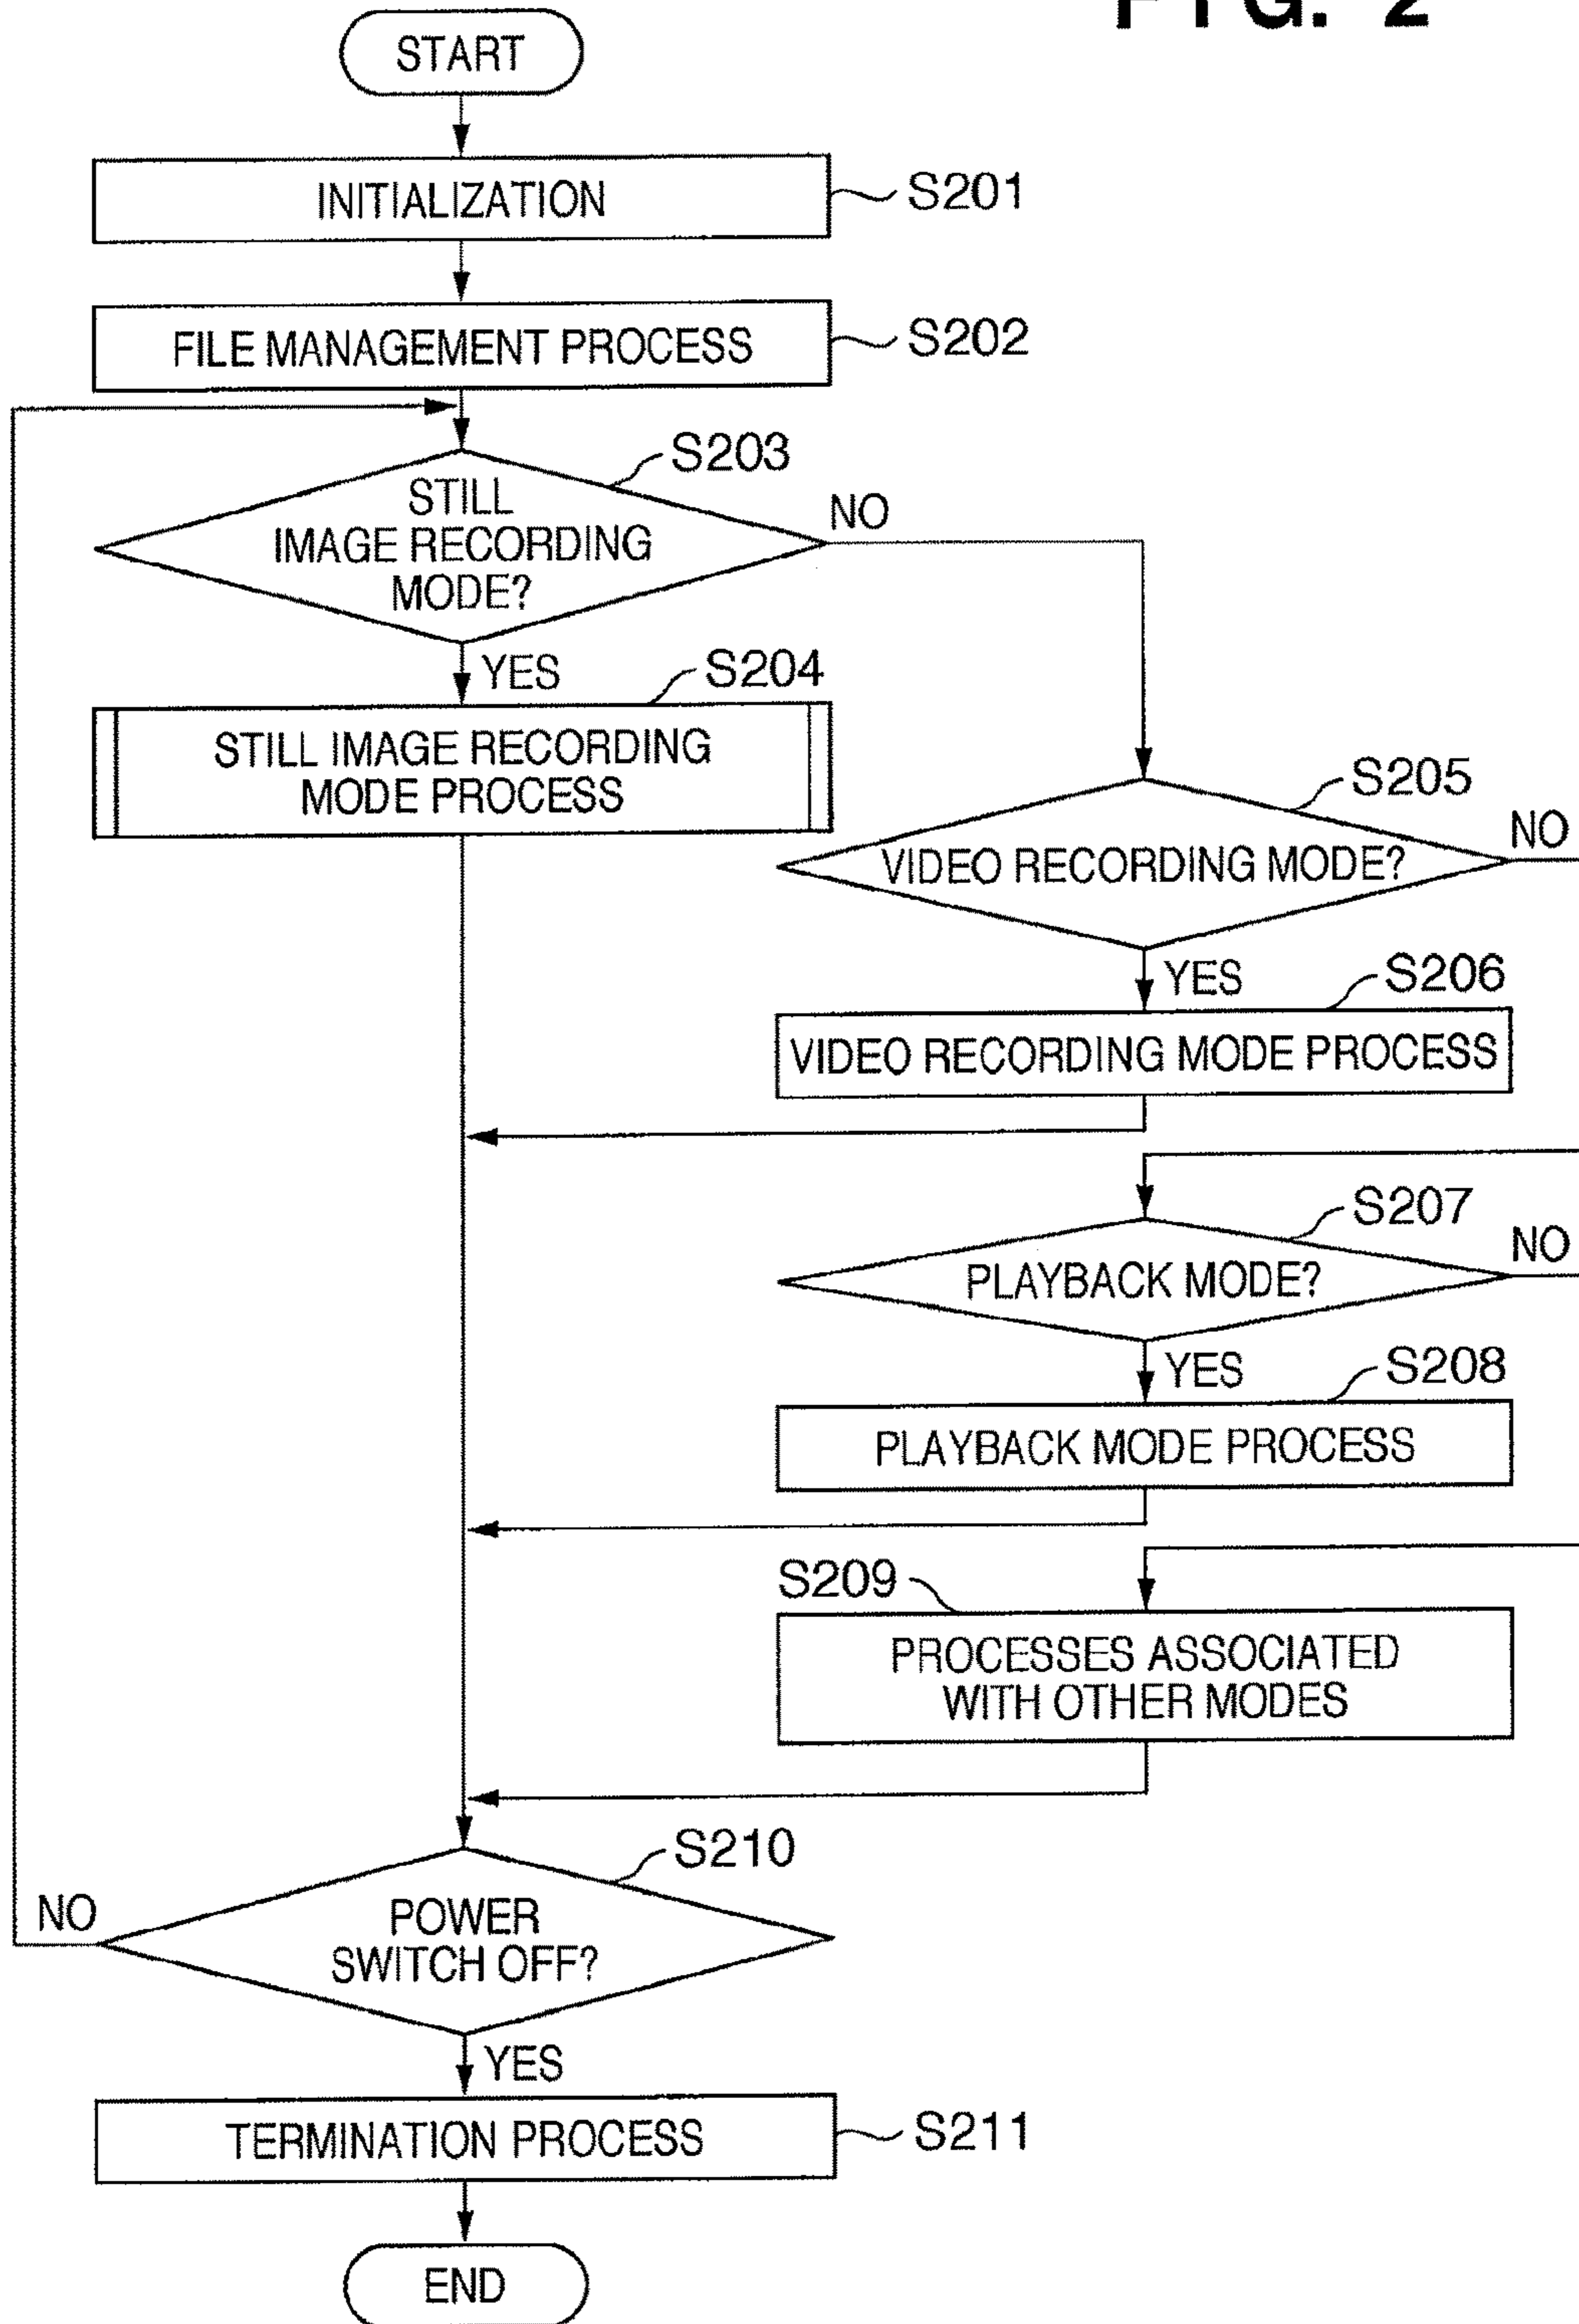 FIG. 2
START
INITIALIZATION
S201
FILE MANAGEMENT PROCESS
S202
S203
STILL
IMAGE RECORDING
MODE?
NO
YES
S204
STILL IMAGE RECORDING
MODE PROCESS
S205
VIDEO RECORDING MODE?
NO
YES
S206
VIDEO RECORDING MODE PROCESS
S207
PLAYBACK MODE?
NO
YES
S208
PLAYBACK MODE PROCESS
S209
PROCESSES ASSOCIATED
WITH OTHER MODES
S210
POWER
SWITCH OFF?
NO
YES
TERMINATION PROCESS
S211
END